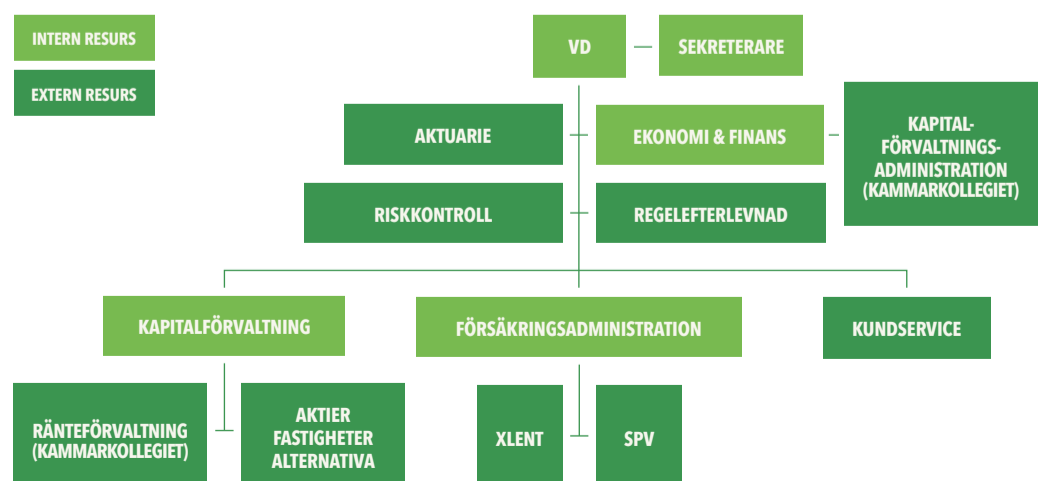 INTERN RESURS
EXTERN RESURS
VD
SEKRETERARE
AKTUARIE
EKONOMI & FINANS
KAPITAL-
FÖRVALTNINGS-
ADMINISTRATION
(KAMMARKOLLEGIET)
RISKKONTROLL
REGELEFTERLEVNAD
KAPITALFÖRVALTNING
FÖRSÄKRINGSADMINISTRATION
KUNDSERVICE
RÄNTEFÖRVALTNING
(KAMMARKOLLEGIET)
AKTIER
FASTIGHETER
ALTERNATIVA
XLENT
SPV